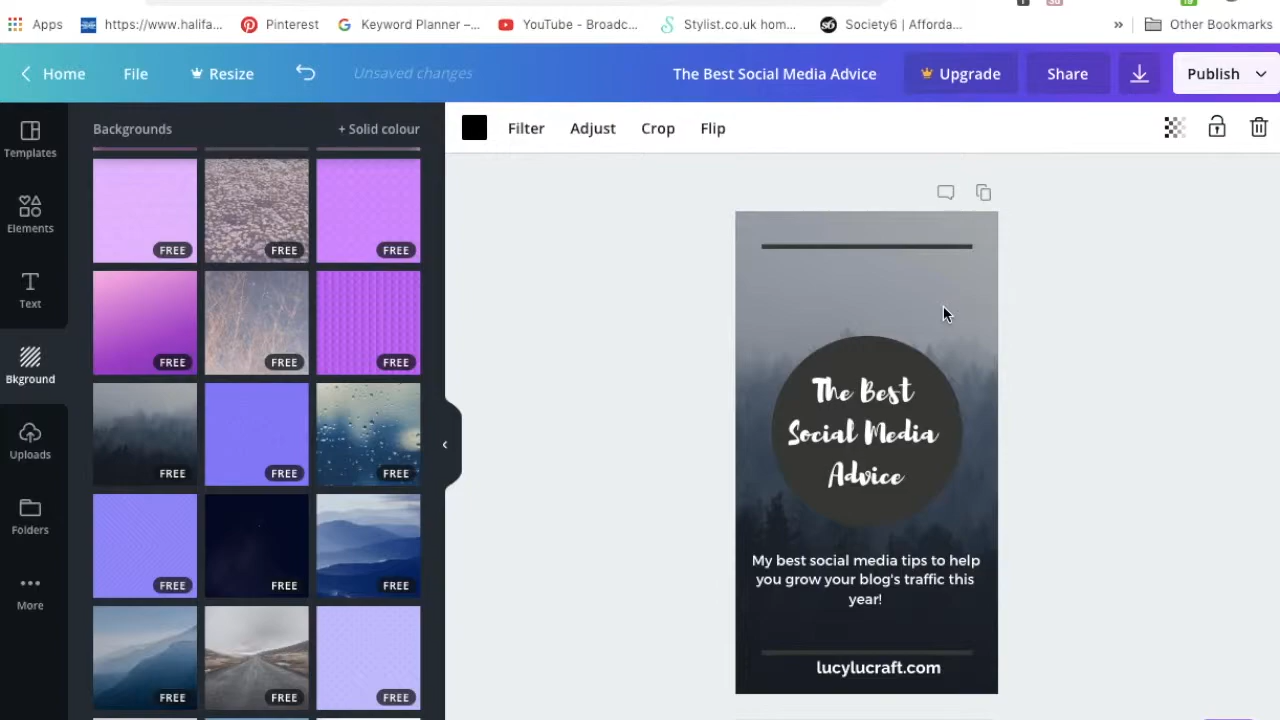 Apps https://www.halifa... Pinterest Keyword Planner –... YouTube - Broadc... Stylist.co.uk hom... Society6 | Afforda... » Other Bookmarks
Home File Resize Unsaved changes The Best Social Media Advice Upgrade Share Publish
Templates
Elements
Text
Bkground
Uploads
Folders
More
Backgrounds + Solid colour
FREE FREE FREE
FREE FREE FREE
FREE FREE FREE
FREE FREE FREE
FREE FREE FREE
Filter Adjust Crop Flip
The Best
Social Media
Advice
My best social media tips to help
you grow your blog's traffic this
year!
lucylucraft.com